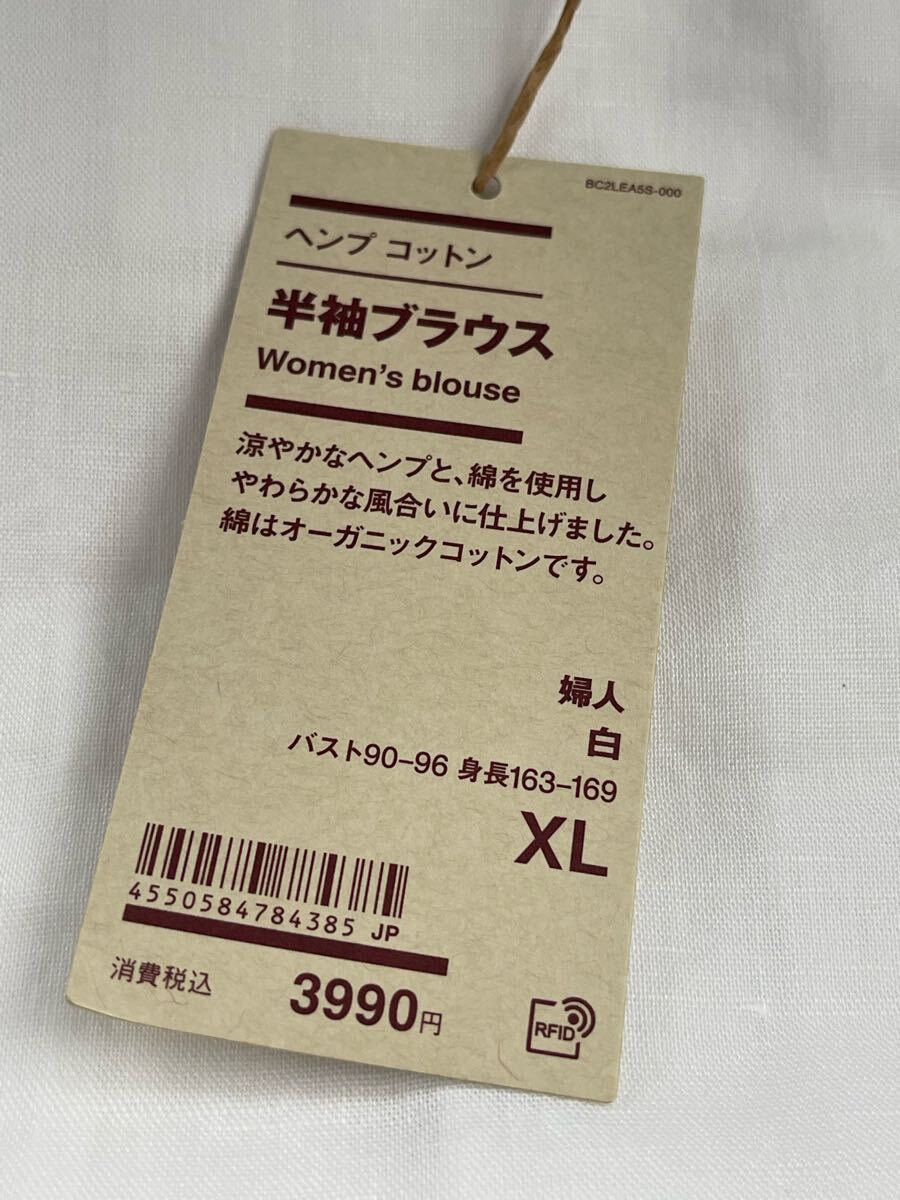 BC2LEA5S-000
ヘンプ コットン
半袖ブラウス
Women's blouse
涼やかなヘンプと、綿を使用し
やわらかな風合いに仕上げました。
綿はオーガニックコットンです。
婦人
白
バスト90–96 身長163–169
XL
4550584784385 JP
消費税込 3990円
RFID